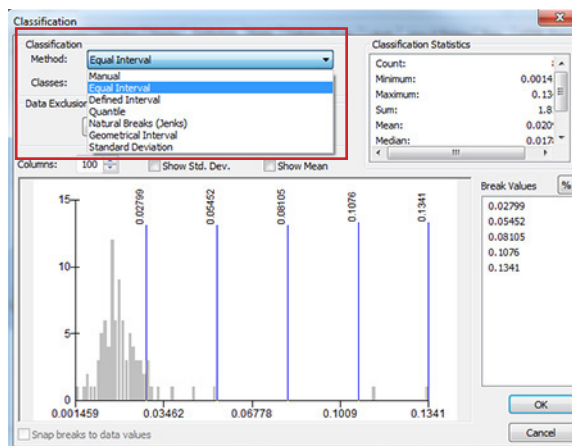 Classification
Classification
Method: Equal Interval
Manual
Equal Interval
Defined Interval
Quantile
Natural Breaks (Jenks)
Geometrical Interval
Standard Deviation
Classes:
Data Exclusion
Classification Statistics
Count:
Minimum: 0.0014
Maximum: 0.13
Sum: 1.8
Mean: 0.020
Median: 0.017
Columns: 100 Show Std. Dev. Show Mean
Break Values %
0.02799
0.05452
0.08105
0.1076
0.1341
0.02799 0.05452 0.08105 0.1076 0.1341
15
10
5
0
0.001459 0.03462 0.06778 0.1009 0.1341
Snap breaks to data values
OK
Cancel